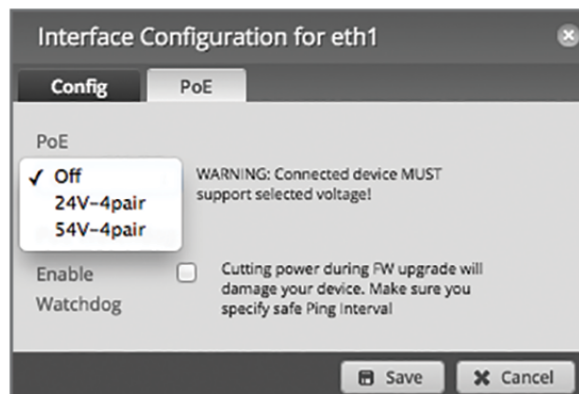 Interface Configuration for eth1
Config
PoE
PoE
Off
24V-4pair
54V-4pair
WARNING: Connected device MUST
support selected voltage!
Enable
Watchdog
Cutting power during FW upgrade will
damage your device. Make sure you
specify safe Ping Interval
Save
Cancel